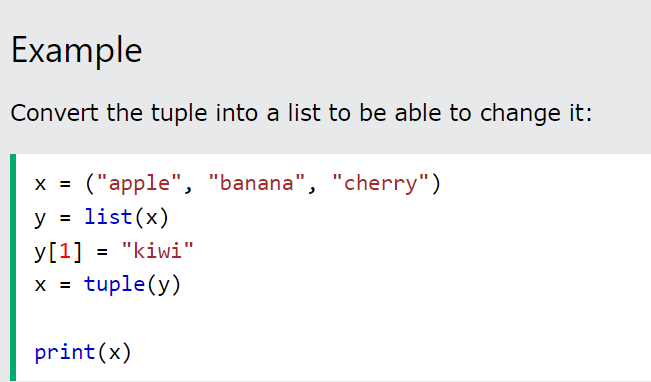 Example
Convert the tuple into a list to be able to change it:
x = ("apple", "banana", "cherry")
y = list(x)
y[1] = "kiwi"
x = tuple(y)
print(x)